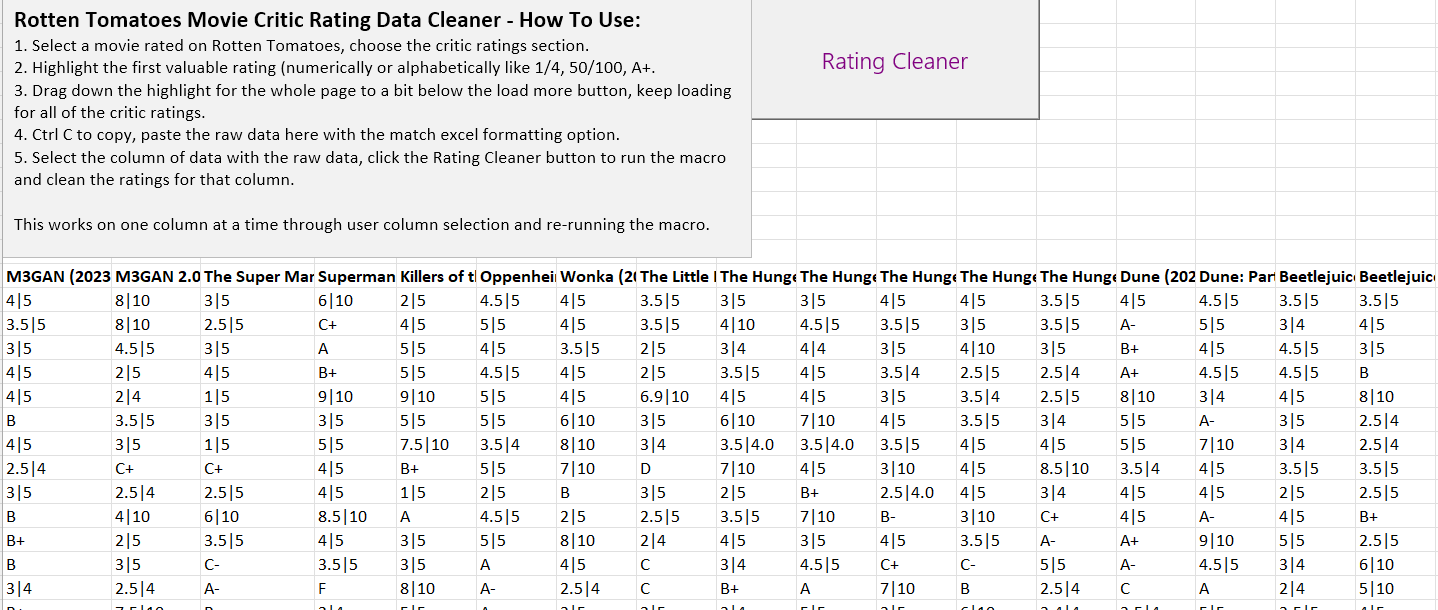 Rotten Tomatoes Movie Critic Rating Data Cleaner - How To Use:
1. Select a movie rated on Rotten Tomatoes, choose the critic ratings section.
2. Highlight the first valuable rating (numerically or alphabetically like 1/4, 50/100, A+.
3. Drag down the highlight for the whole page to a bit below the load more button, keep loading
for all of the critic ratings.
4. Ctrl C to copy, paste the raw data here with the match excel formatting option.
5. Select the column of data with the raw data, click the Rating Cleaner button to run the macro
and clean the ratings for that column.
This works on one column at a time through user column selection and re-running the macro.
Rating Cleaner
M3GAN (2023 M3GAN 2.0 The Super Mar Superman Killers of t Oppenhei Wonka (20 The Little The Hunge The Hunge The Hunge The Hunge The Hunge Dune (202 Dune: Part Beetlejuic Beetlejuic
4|5 8|10 3|5 6|10 2|5 4.5|5 4|5 3.5|5 3|5 3|5 4|5 4|5 3.5|5 4|5 4.5|5 3.5|5 3.5|5
3.5|5 8|10 2.5|5 C+ 4|5 5|5 4|5 3.5|5 4|10 4.5|5 3.5|5 3|5 3.5|5 A- 5|5 3|4 4|5
3|5 4.5|5 3|5 A 5|5 4|5 3.5|5 2|5 3|4 4|4 3|5 4|10 3|5 B+ 4|5 4.5|5 3|5
4|5 2|5 4|5 B+ 5|5 4.5|5 4|5 2|5 3.5|5 4|5 3.5|4 2.5|5 2.5|4 A+ 4.5|5 4.5|5 B
4|5 2|4 1|5 9|10 9|10 5|5 4|5 6.9|10 4|5 4|5 3|5 3.5|4 2.5|5 8|10 3|4 4|5 8|10
B 3.5|5 3|5 3|5 5|5 5|5 6|10 3|5 6|10 7|10 4|5 3.5|5 3|4 5|5 A- 3|5 2.5|4
4|5 3|5 1|5 5|5 7.5|10 3.5|4 8|10 3|4 3.5|4.0 3.5|4.0 3.5|5 4|5 4|5 5|5 7|10 3|4 2.5|4
2.5|4 C+ C+ 4|5 B+ 5|5 7|10 D 7|10 4|5 3|10 4|5 8.5|10 3.5|4 4|5 3.5|5 3.5|5
3|5 2.5|4 2.5|5 4|5 1|5 2|5 B 3|5 2|5 B+ 2.5|4.0 4|5 3|4 4|5 4|5 2|5 2.5|5
B 4|10 6|10 8.5|10 A 4.5|5 2|5 2.5|5 3.5|5 7|10 B- 3|10 C+ 4|5 A- 4|5 B+
B+ 2|5 3.5|5 4|5 3|5 5|5 8|10 2|4 4|5 3|5 4|5 3.5|5 A- A+ 9|10 5|5 2.5|5
B 3|5 C- 3.5|5 3|5 A 4|5 C 3|4 4.5|5 C+ C- 5|5 A- 4.5|5 3|4 6|10
3|4 2.5|4 A- F 8|10 A- 2.5|4 C B+ A 7|10 B 2.5|4 C A 2|4 5|10